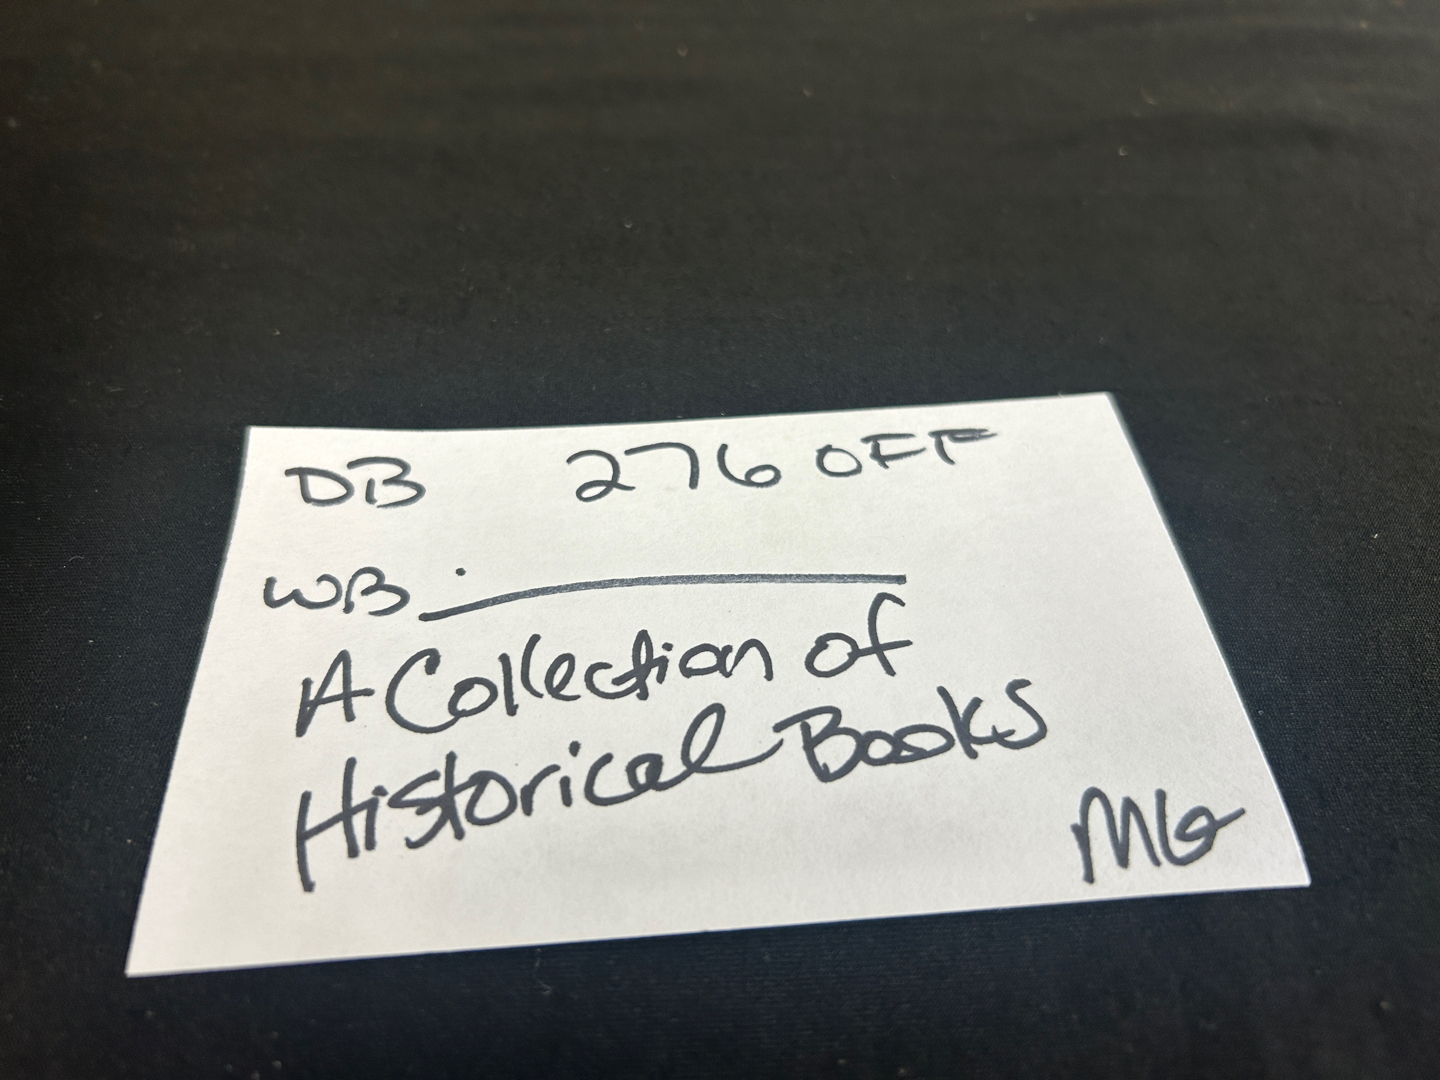 DB 276 OFF
WB
A Collection of
Historical Books
MG